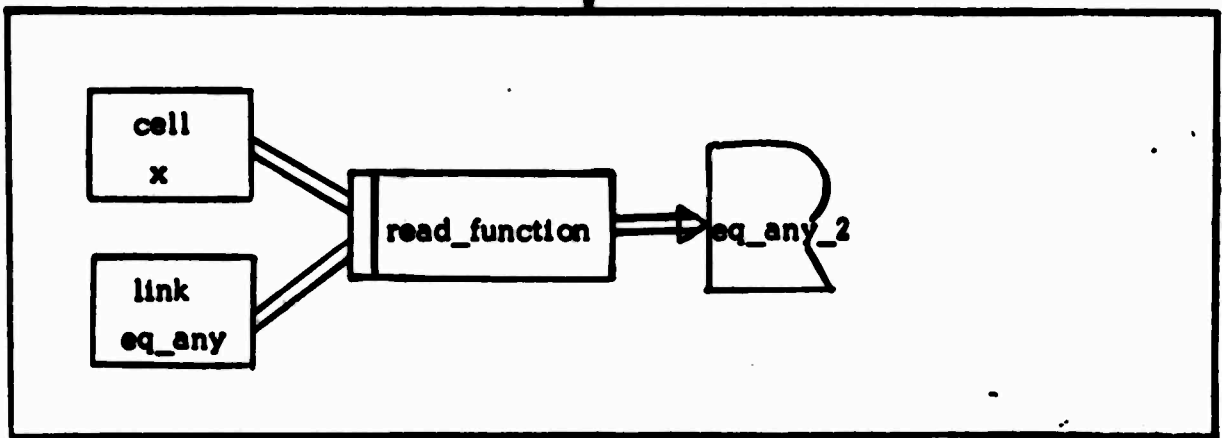 cell
x
read_function
eq_any_2
link
eq_any